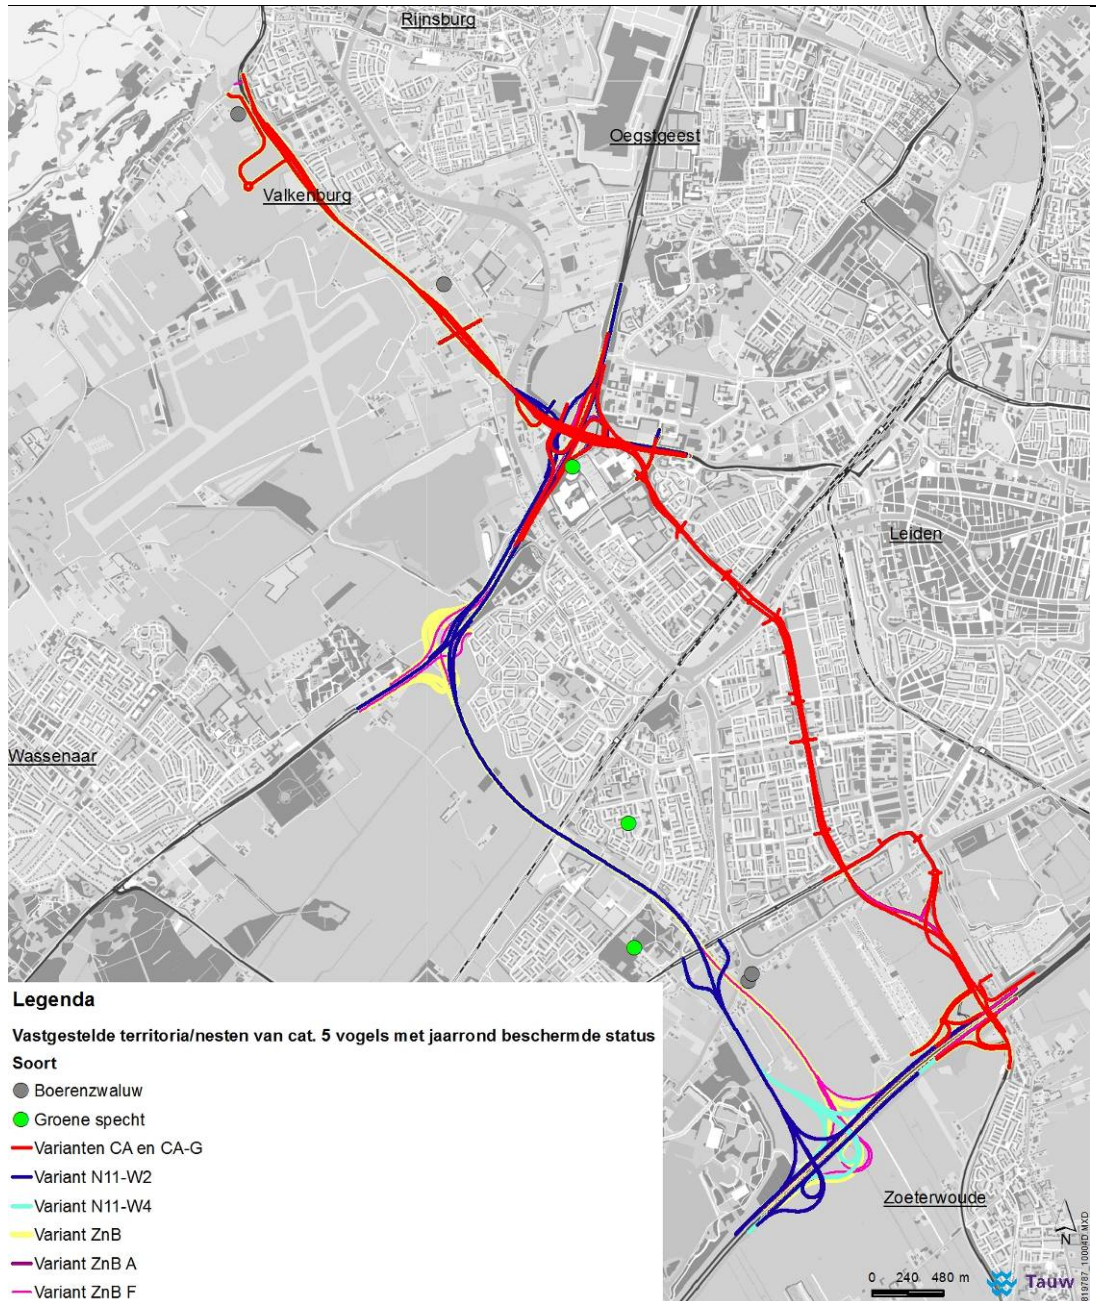 Rijnsburg
Oegstgeest
Valkenburg
Leiden
Wassenaar
Legenda
Vastgestelde territoria/nesten van cat. 5 vogels met jaarrond beschermde status
Soort
Boerenzwaluw
Groene specht
Varianten CA en CA-G
Variant N11-W2
Variant N11-W4
Variant ZnB
Variant ZnB A
Variant ZnB F
Zoeterwoude
N
0 240 480 m
Tauw
819787_10004D.MXD